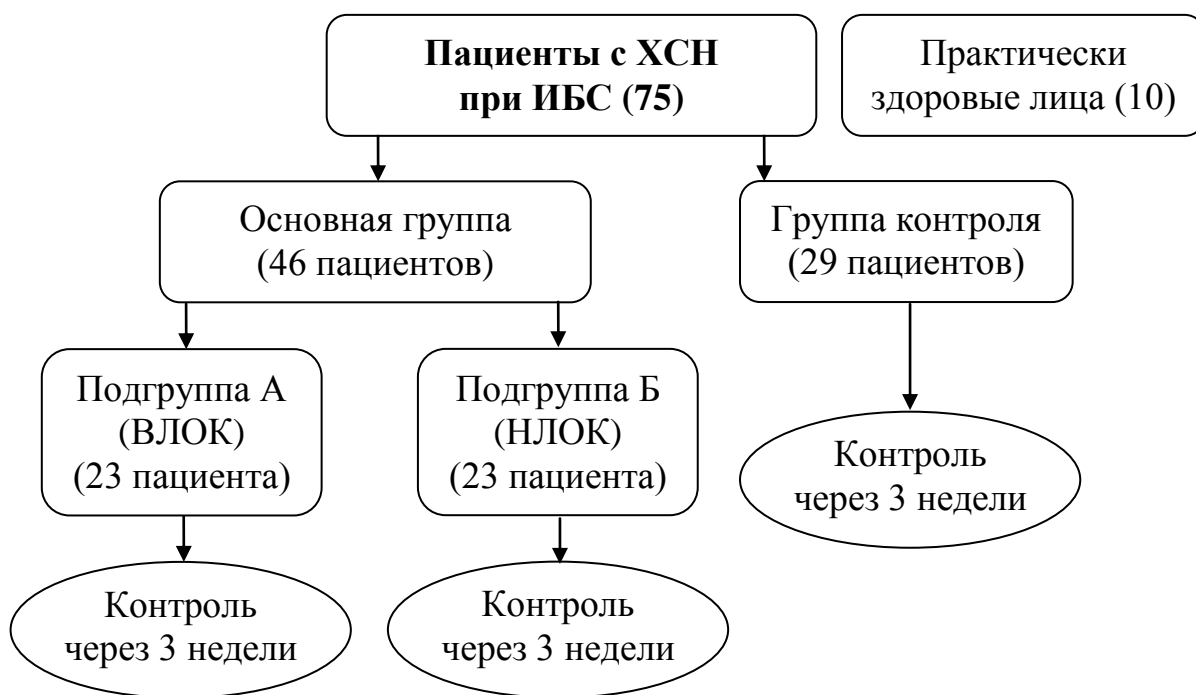 Пациенты с ХСН
при ИБС (75)
Практически
здоровые лица (10)
Основная группа
(46 пациентов)
Группа контроля
(29 пациентов)
Подгруппа А
(ВЛОК)
(23 пациента)
Подгруппа Б
(НЛОК)
(23 пациента)
Контроль
через 3 недели
Контроль
через 3 недели
Контроль
через 3 недели